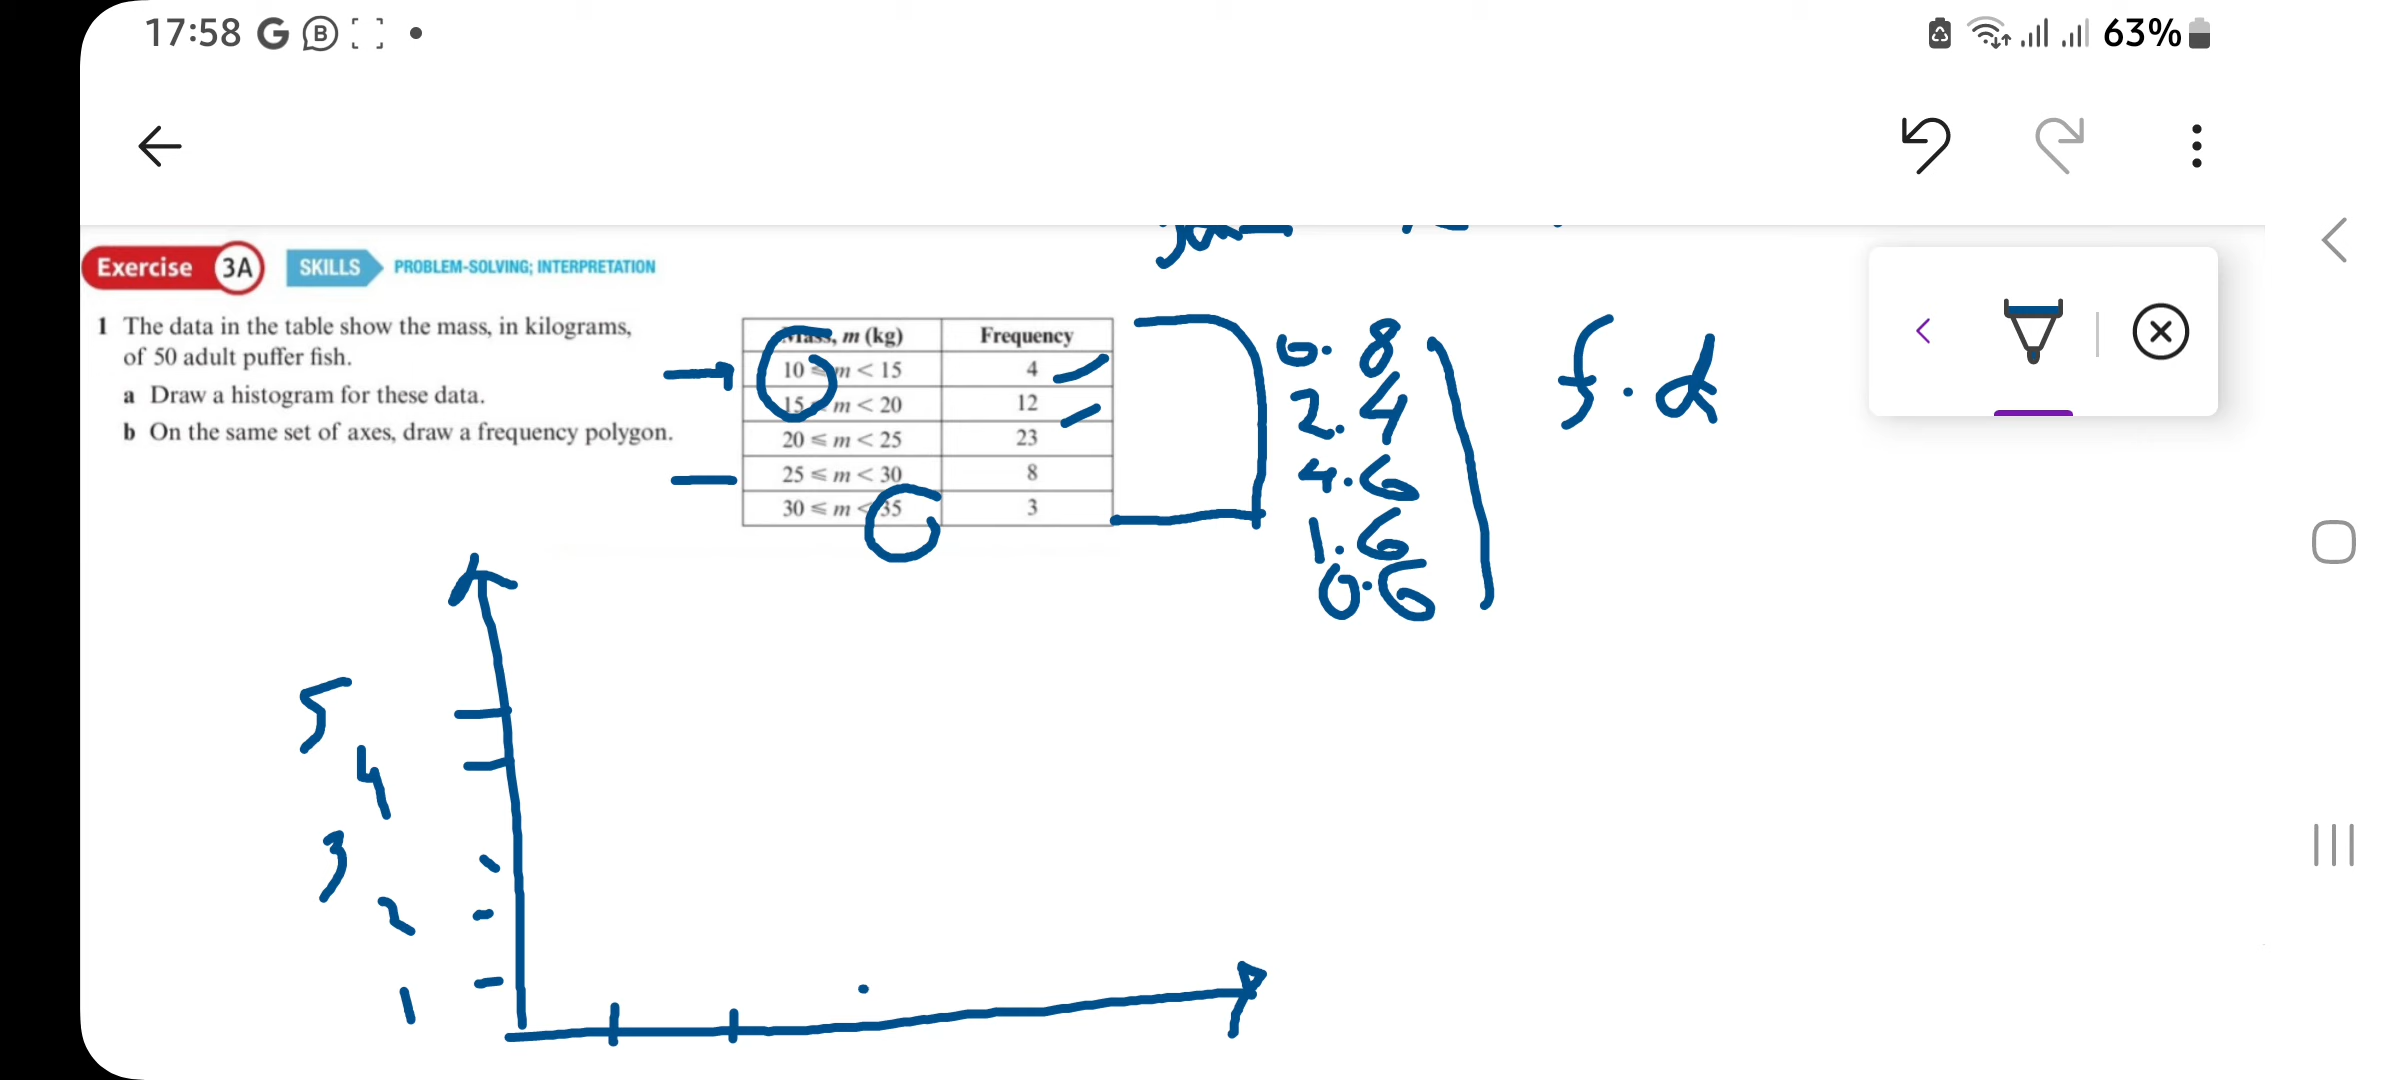 17:58 G B
63%
Exercise 3A SKILLS PROBLEM-SOLVING; INTERPRETATION
1 The data in the table show the mass, in kilograms,
of 50 adult puffer fish.
a Draw a histogram for these data.
b On the same set of axes, draw a frequency polygon.
Mass, m (kg) Frequency
10 ⩽ m < 15 4
15 ⩽ m < 20 12
20 ⩽ m < 25 23
25 ⩽ m < 30 8
30 ⩽ m < 35 3
0.8
2.4
4.6
1.6
0.6
f.d
5
4
3
2
1